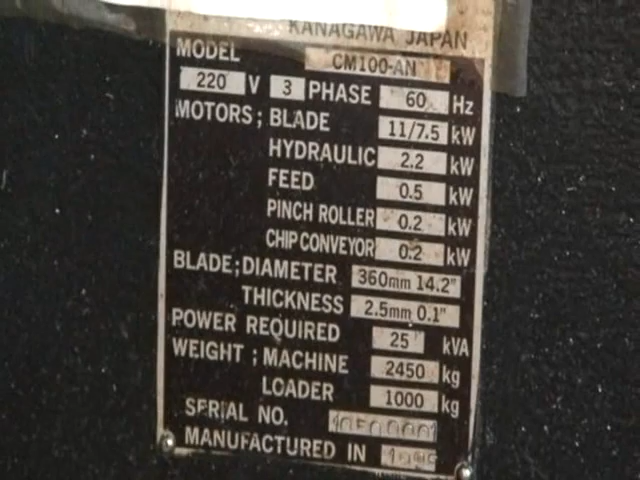 KANAGAWA JAPAN
MODEL CM100-AN
220 V 3 PHASE 60 Hz
MOTORS; BLADE 11/7.5 kW
HYDRAULIC 2.2 kW
FEED 0.5 kW
PINCH ROLLER 0.2 kW
CHIP CONVEYOR 0.2 kW
BLADE; DIAMETER 360mm 14.2"
THICKNESS 2.5mm 0.1"
POWER REQUIRED 25 kVA
WEIGHT; MACHINE 2450 kg
LOADER 1000 kg
SERIAL NO.
MANUFACTURED IN